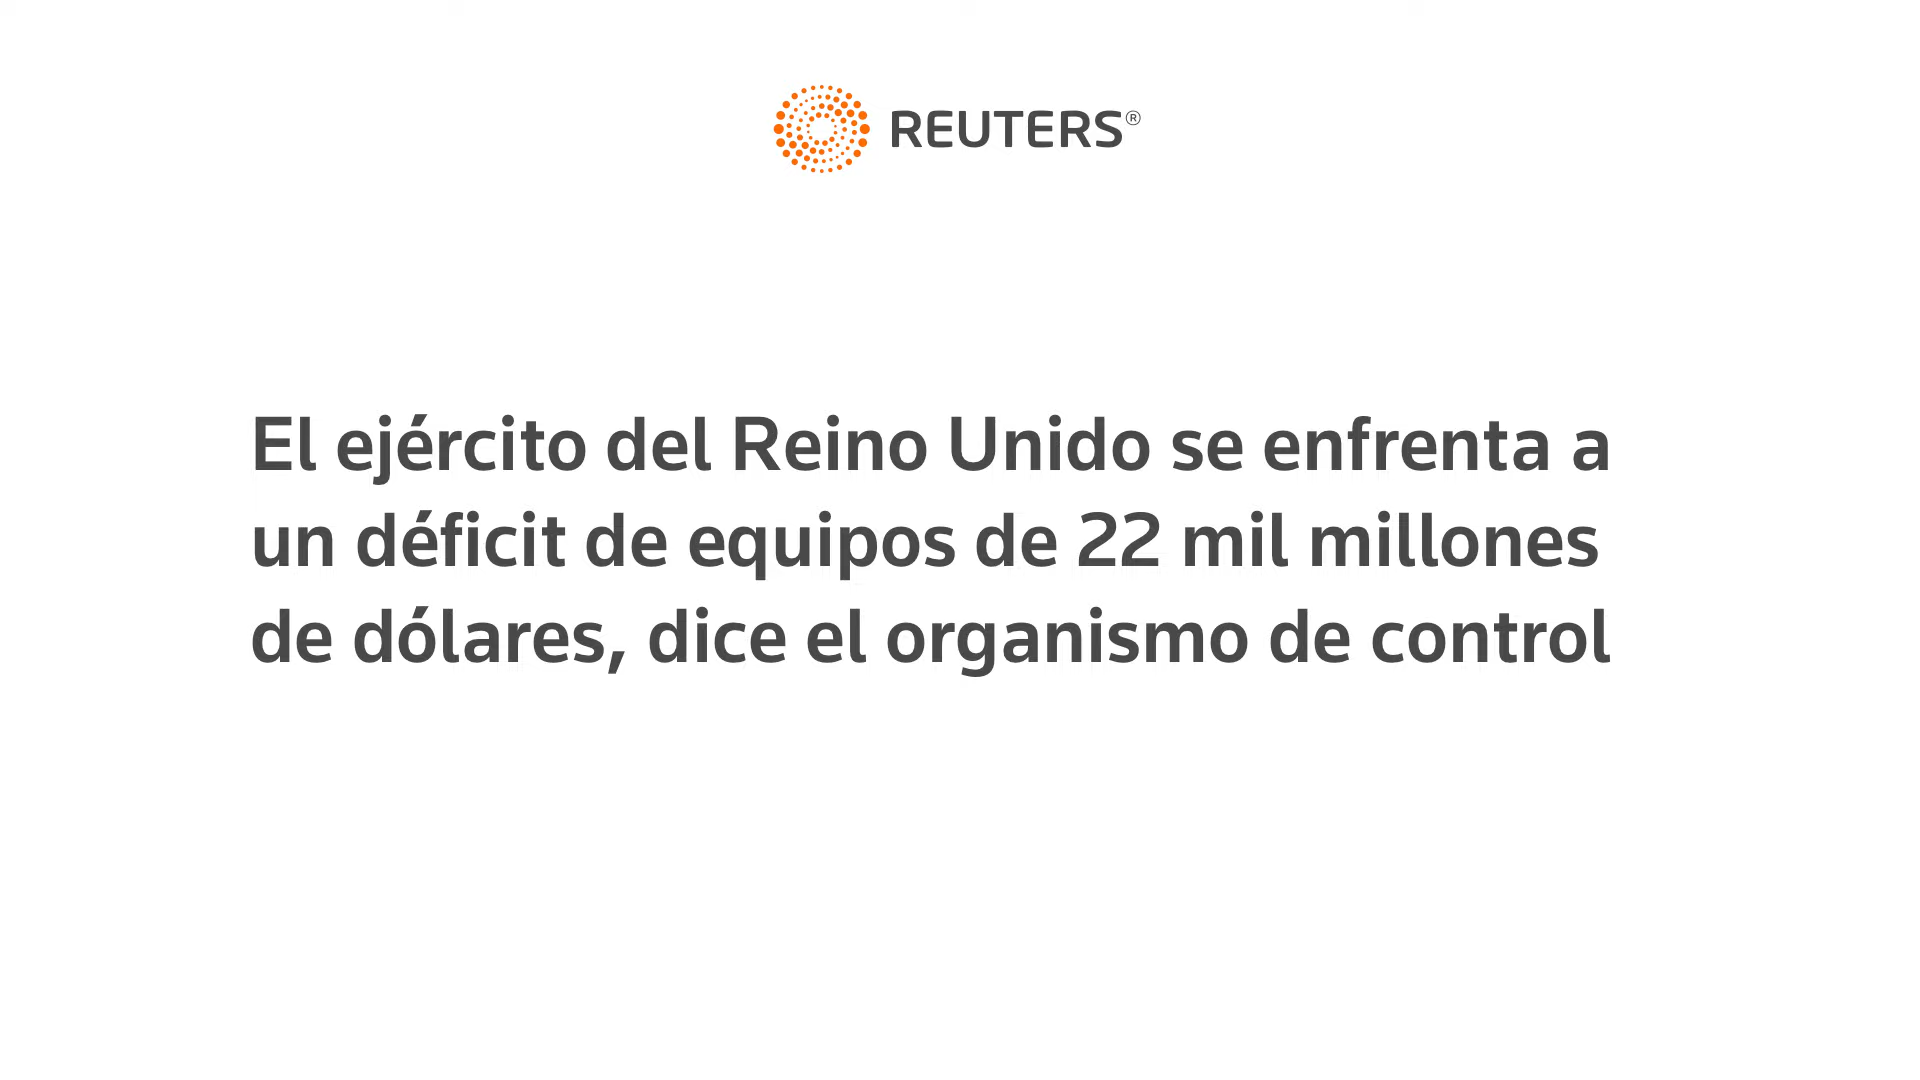 REUTERS®
El ejército del Reino Unido se enfrenta a
un déficit de equipos de 22 mil millones
de dólares, dice el organismo de control